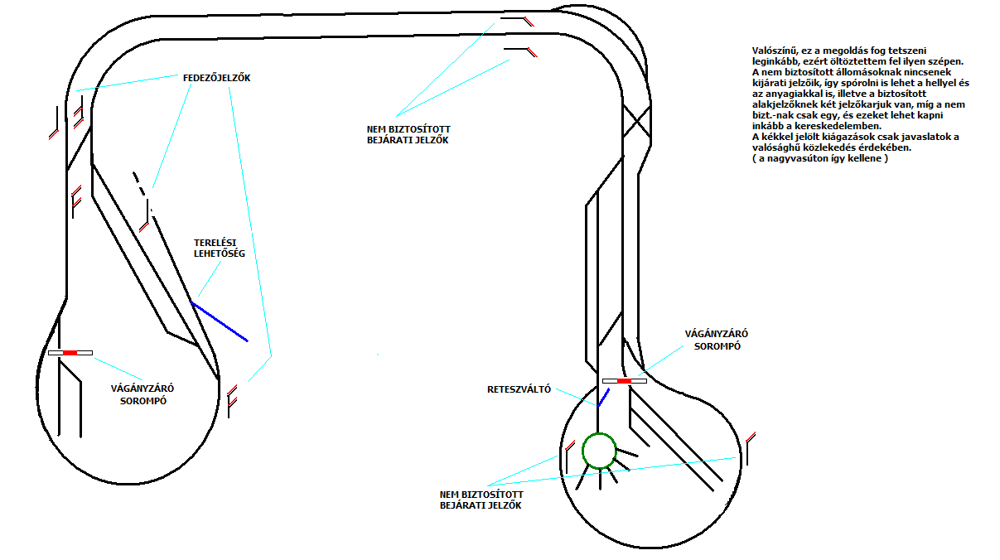 Valószínű, ez a megoldás fog tetszeni
leginkább, ezért öltöztettem fel ilyen szépen.
A nem biztosított állomásoknak nincsenek
kijárati jelzőik, így spórolni is lehet a hellyel és
az anyagiakkal is, illetve a biztosított
alakjelzőknek két jelzőkarjuk van, míg a nem
bizt.-nak csak egy, és ezeket lehet kapni
inkább a kereskedelemben.
A kékkel jelölt kiágazások csak javaslatok a
valósághű közlekedés érdekében.
( a nagyvasúton így kellene )
FEDEZŐJELZŐK
NEM BIZTOSÍTOTT
BEJÁRATI JELZŐK
TERELÉSI
LEHETŐSÉG
VÁGÁNYZÁRÓ
SOROMPÓ
VÁGÁNYZÁRÓ
SOROMPÓ
RETESZVÁLTÓ
NEM BIZTOSÍTOTT
BEJÁRATI JELZŐK